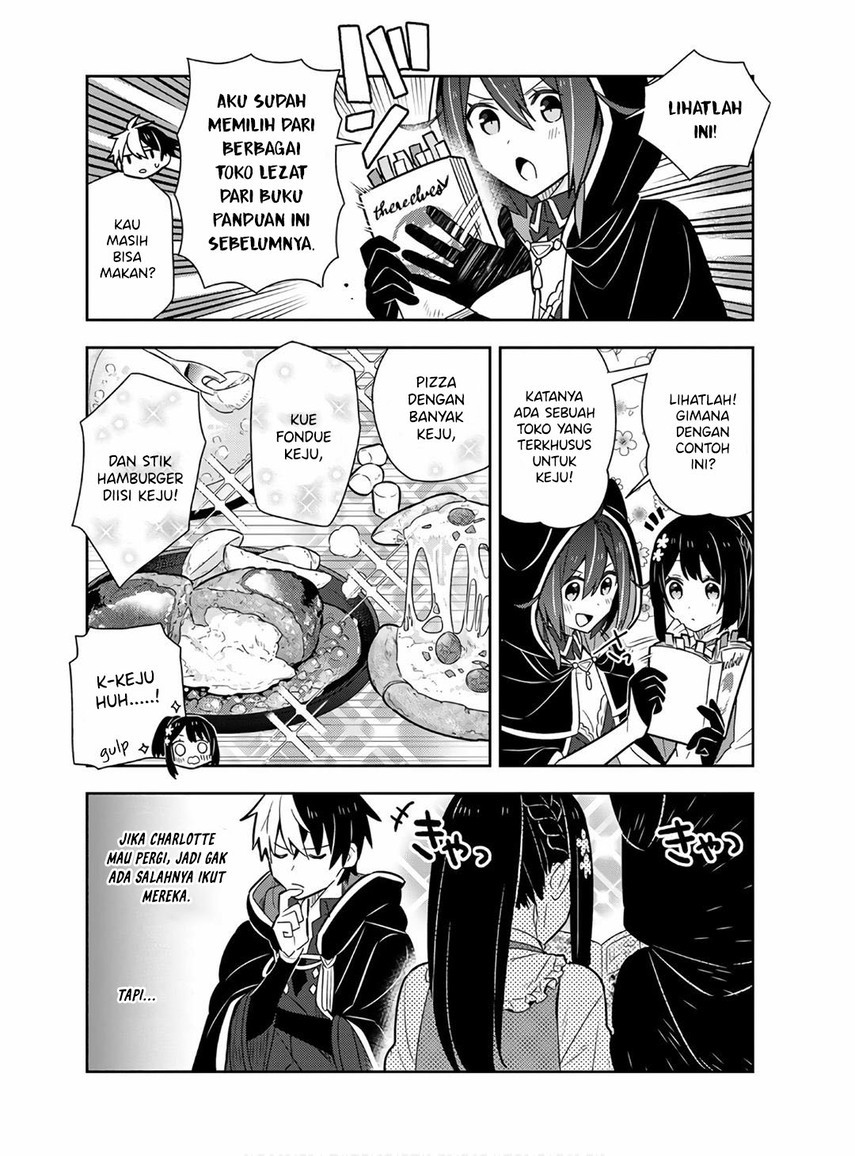 LIHATLAH
INI!
AKU SUDAH
MEMILIH DARI
BERBAGAI
TOKO LEZAT
DARI BUKU
PANDUAN INI
SEBELUMNYA.
thereelves
KAU
MASIH
BISA
MAKAN?
LIHATLAH!
GIMANA
DENGAN
CONTOH
INI?
KATANYA
ADA SEBUAH
TOKO YANG
TERKHUSUS
UNTUK
KEJU!
PIZZA
DENGAN
BANYAK
KEJU,
KUE
FONDUE
KEJU,
DAN STIK
HAMBURGER
DIISI KEJU!
K-KEJU
HUH.....!
gulp
きゃっ
きゃっ
JIKA CHARLOTTE
MAU PERGI, JADI GAK
ADA SALAHNYA IKUT
MEREKA.
TAPI...